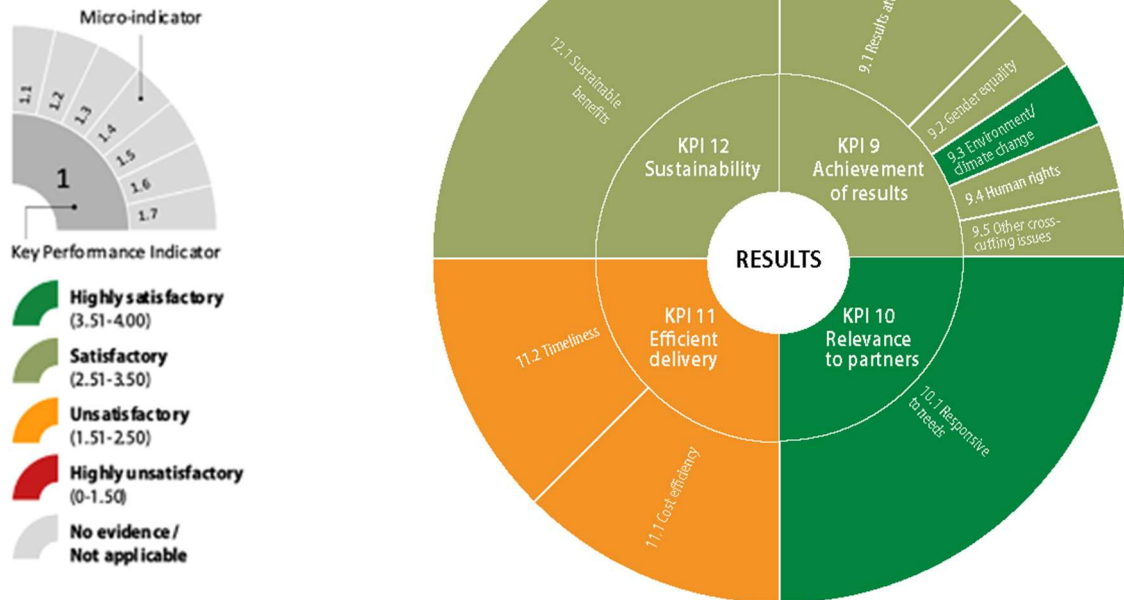 Micro-indicator
1.1
1.2
1.3
1.4
1.5
1.6
1.7
1
Key Performance Indicator
Highly satisfactory
(3.51-4.00)
Satisfactory
(2.51-3.50)
Unsatisfactory
(1.51-2.50)
Highly unsatisfactory
(0-1.50)
No evidence/
Not applicable
12.1 Sustainable
benefits
KPI 12
Sustainability
9.1 Results
KPI 9
Achievement
of results
9.2 Gender equality
9.3 Environment/
climate change
9.4 Human rights
9.5 Other cross-
cutting issues
RESULTS
KPI 11
Efficient
delivery
11.2 Timeliness
11.1 Cost efficiency
KPI 10
Relevance
to partners
10.1 Responsive
to needs